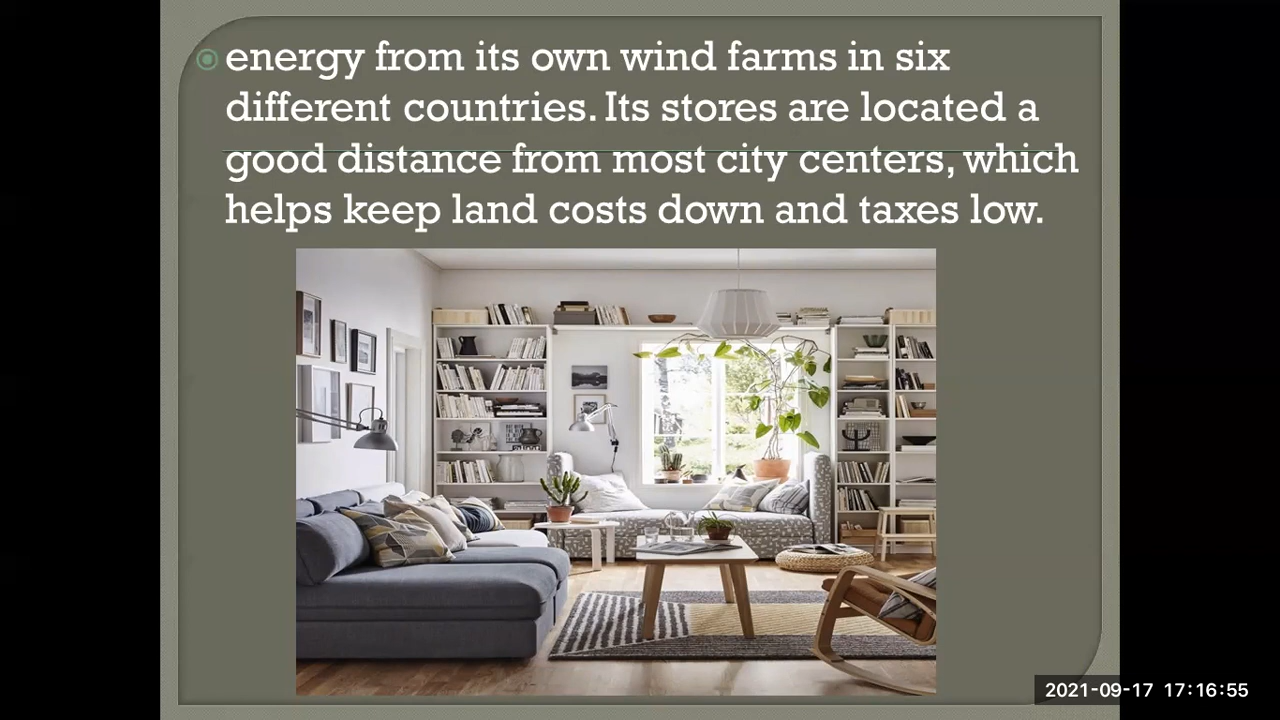 energy from its own wind farms in six
different countries. Its stores are located a
good distance from most city centers, which
helps keep land costs down and taxes low.
2021-09-17 17:16:55